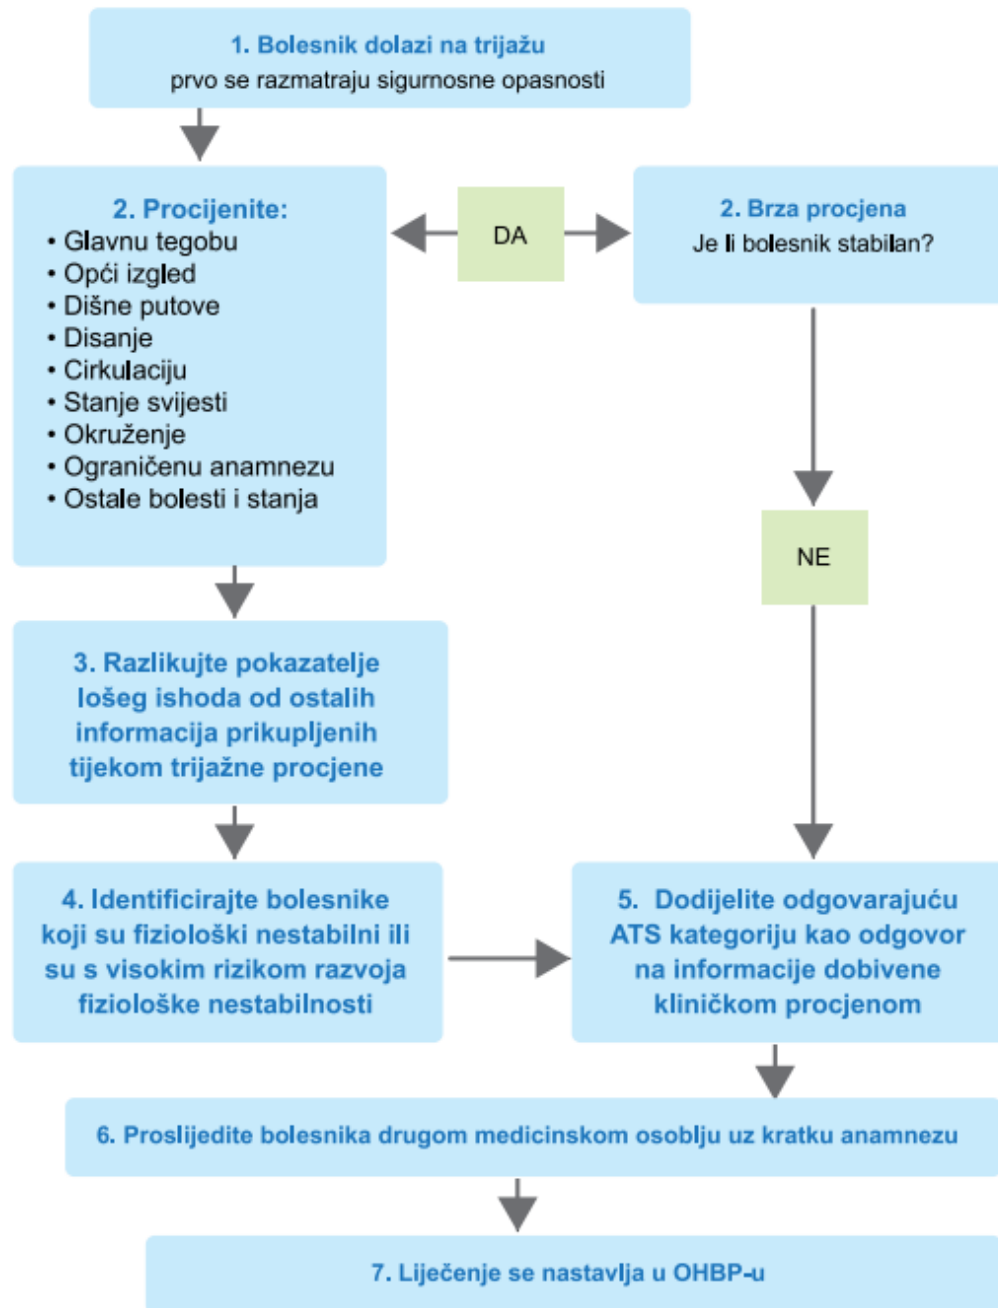 1. Bolesnik dolazi na trijažu
prvo se razmatraju sigurnosne opasnosti
2. Procijenite:
• Glavnu tegobu
• Opći izgled
• Dišne putove
• Disanje
• Cirkulaciju
• Stanje svijesti
• Okruženje
• Ograničenu anamnezu
• Ostale bolesti i stanja
DA
2. Brza procjena
Je li bolesnik stabilan?
NE
3. Razlikujte pokazatelje
lošeg ishoda od ostalih
informacija prikupljenih
tijekom trijažne procjene
4. Identificirajte bolesnike
koji su fiziološki nestabilni ili
su s visokim rizikom razvoja
fiziološke nestabilnosti
5. Dodijelite odgovarajuću
ATS kategoriju kao odgovor
na informacije dobivene
kliničkom procjenom
6. Proslijedite bolesnika drugom medicinskom osoblju uz kratku anamnezu
7. Liječenje se nastavlja u OHBP-u